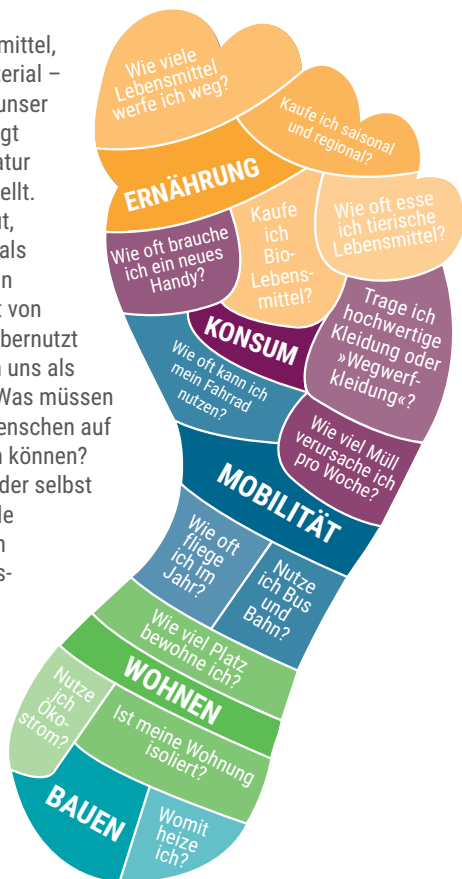 mittel,
terial –
unser
gt
atur
ellt.
ut,
als
n
t von
bernutzt
n uns als
Was müssen
enschen auf
n können?
der selbst
le
n
s-
Wie viele
Lebensmittel
werfe ich weg?
Kaufe ich saisonal
und regional?
ERNÄHRUNG
Kaufe
ich
Bio-
Lebens-
mittel?
Wie oft esse
ich tierische
Lebensmittel?
Wie oft brauche
ich ein neues
Handy?
KONSUM
Trage ich
hochwertige
Kleidung oder
»Wegwerf-
kleidung«?
Wie oft kann ich
mein Fahrrad
nutzen?
Wie viel Müll
verursache ich
pro Woche?
MOBILITÄT
Wie oft
fliege
ich im
Jahr?
Nutze
ich Bus
und
Bahn?
Wie viel Platz
bewohne ich?
WOHNEN
Nutze
ich
Öko-
strom?
Ist meine Wohnung
isoliert?
BAUEN
Womit
heize
ich?